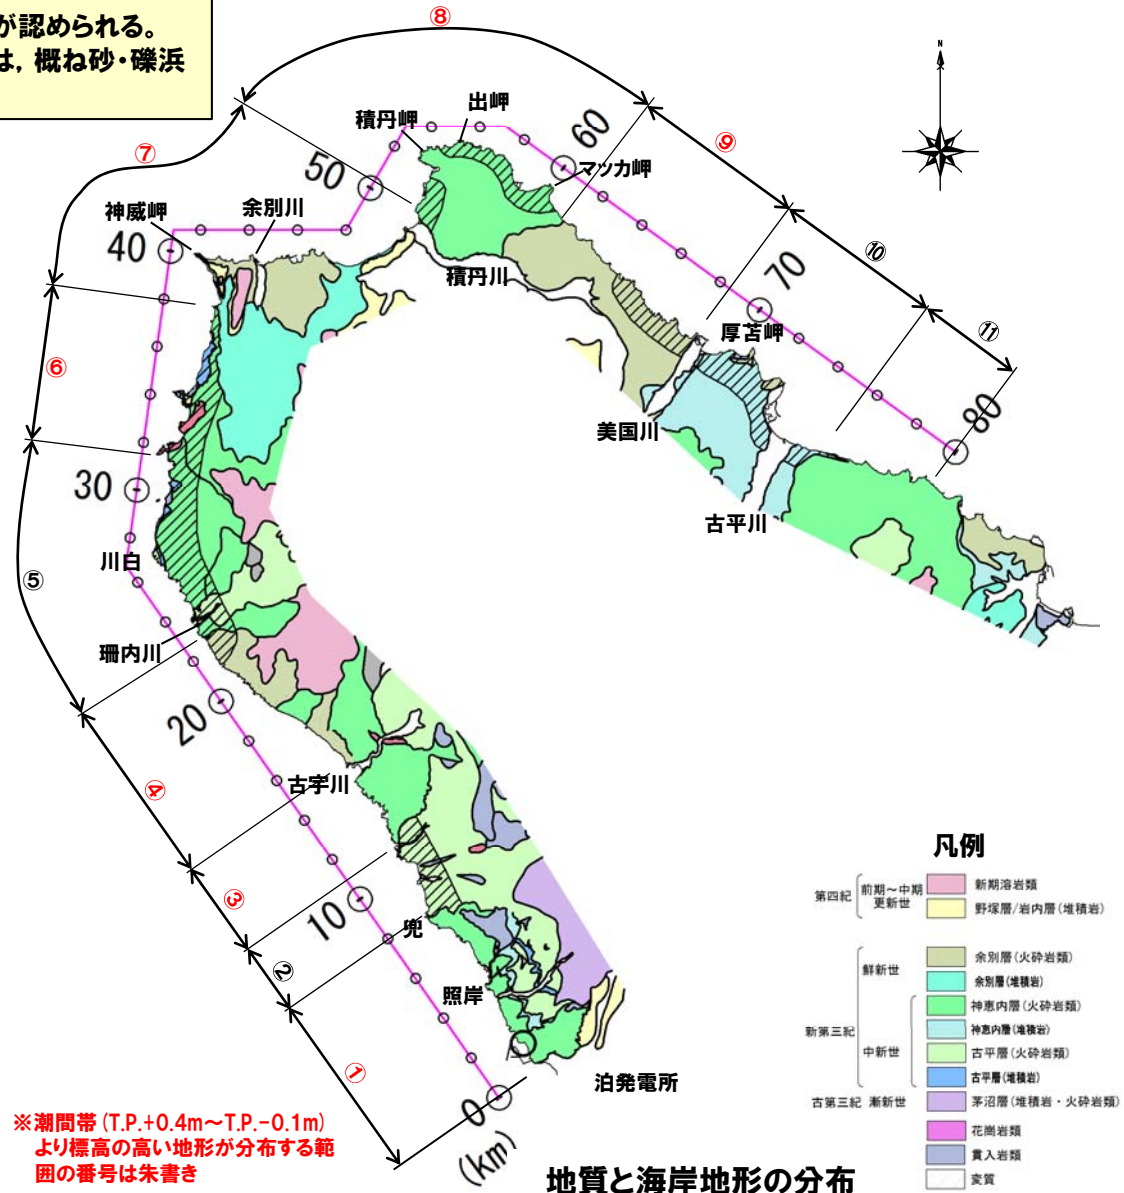 が認められる。
は，概ね砂・礫浜
⑧
⑦
⑨
⑩
⑪
⑥
⑤
④
③
②
①
N
出岬
積丹岬
マッカ岬
神威岬
余別川
積丹川
厚苫岬
美国川
古平川
川白
珊内川
古宇川
兜
照岸
泊発電所
60
50
40
70
80
30
20
10
0
(km)
凡例
第四紀
前期～中期
更新世
新期溶岩類
野塚層/岩内層(堆積岩)
新第三紀
鮮新世
余別層(火砕岩類)
余別層(堆積岩)
中新世
神恵内層(火砕岩類)
神恵内層(堆積岩)
古平層(火砕岩類)
古平層(堆積岩)
古第三紀 漸新世
茅沼層(堆積岩・火砕岩類)
花崗岩類
貫入岩類
変質
※潮間帯(T.P.+0.4m～T.P.-0.1m)
より標高の高い地形が分布する範
囲の番号は朱書き
地質と海岸地形の分布